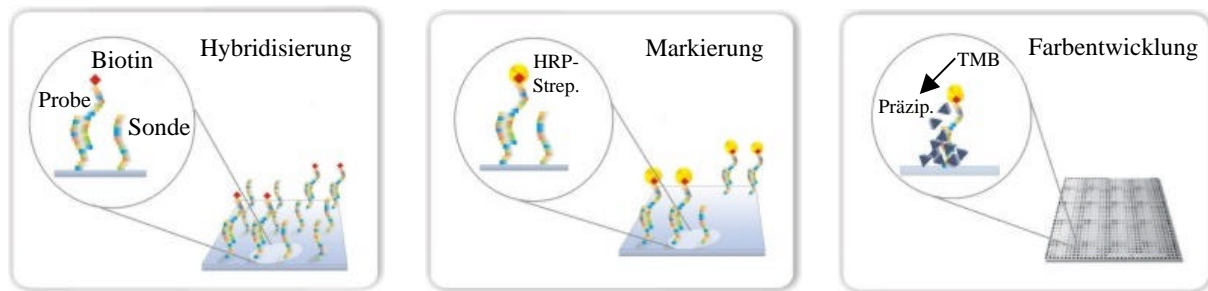 Hybridisierung
Biotin
Probe
Sonde
Markierung
HRP-
Strep.
Farbentwicklung
TMB
Präzip.